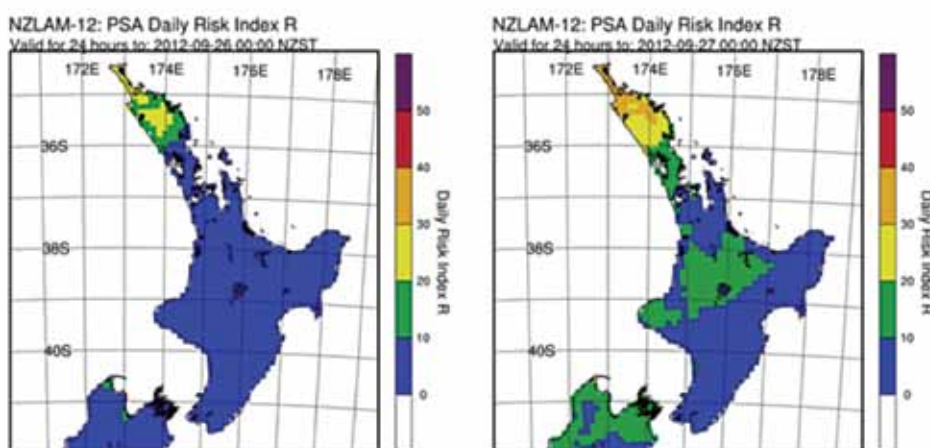 NZLAM-12: PSA Daily Risk Index R
Valid for 24 hours to: 2012-09-26 00:00 NZST
172E 174E 176E 178E
36S
38S
40S
50
40
30
20
10
0
Daily Risk Index R
NZLAM-12: PSA Daily Risk Index R
Valid for 24 hours to: 2012-09-27 00:00 NZST
172E 174E 176E 178E
36S
38S
40S
50
40
30
20
10
0
Daily Risk Index R